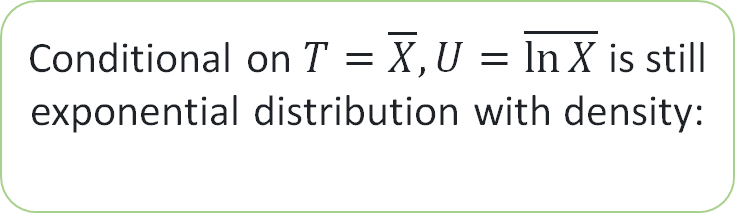 Conditional on T = X̅, U = \overline{ln X} is still
exponential distribution with density: